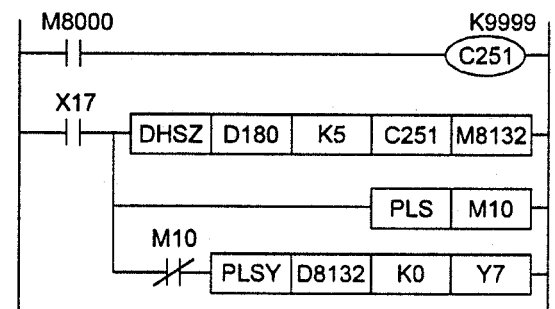 M8000 K9999
C251
X17
DHSZ D180 K5 C251 M8132
PLS M10
M10
PLSY D8132 K0 Y7